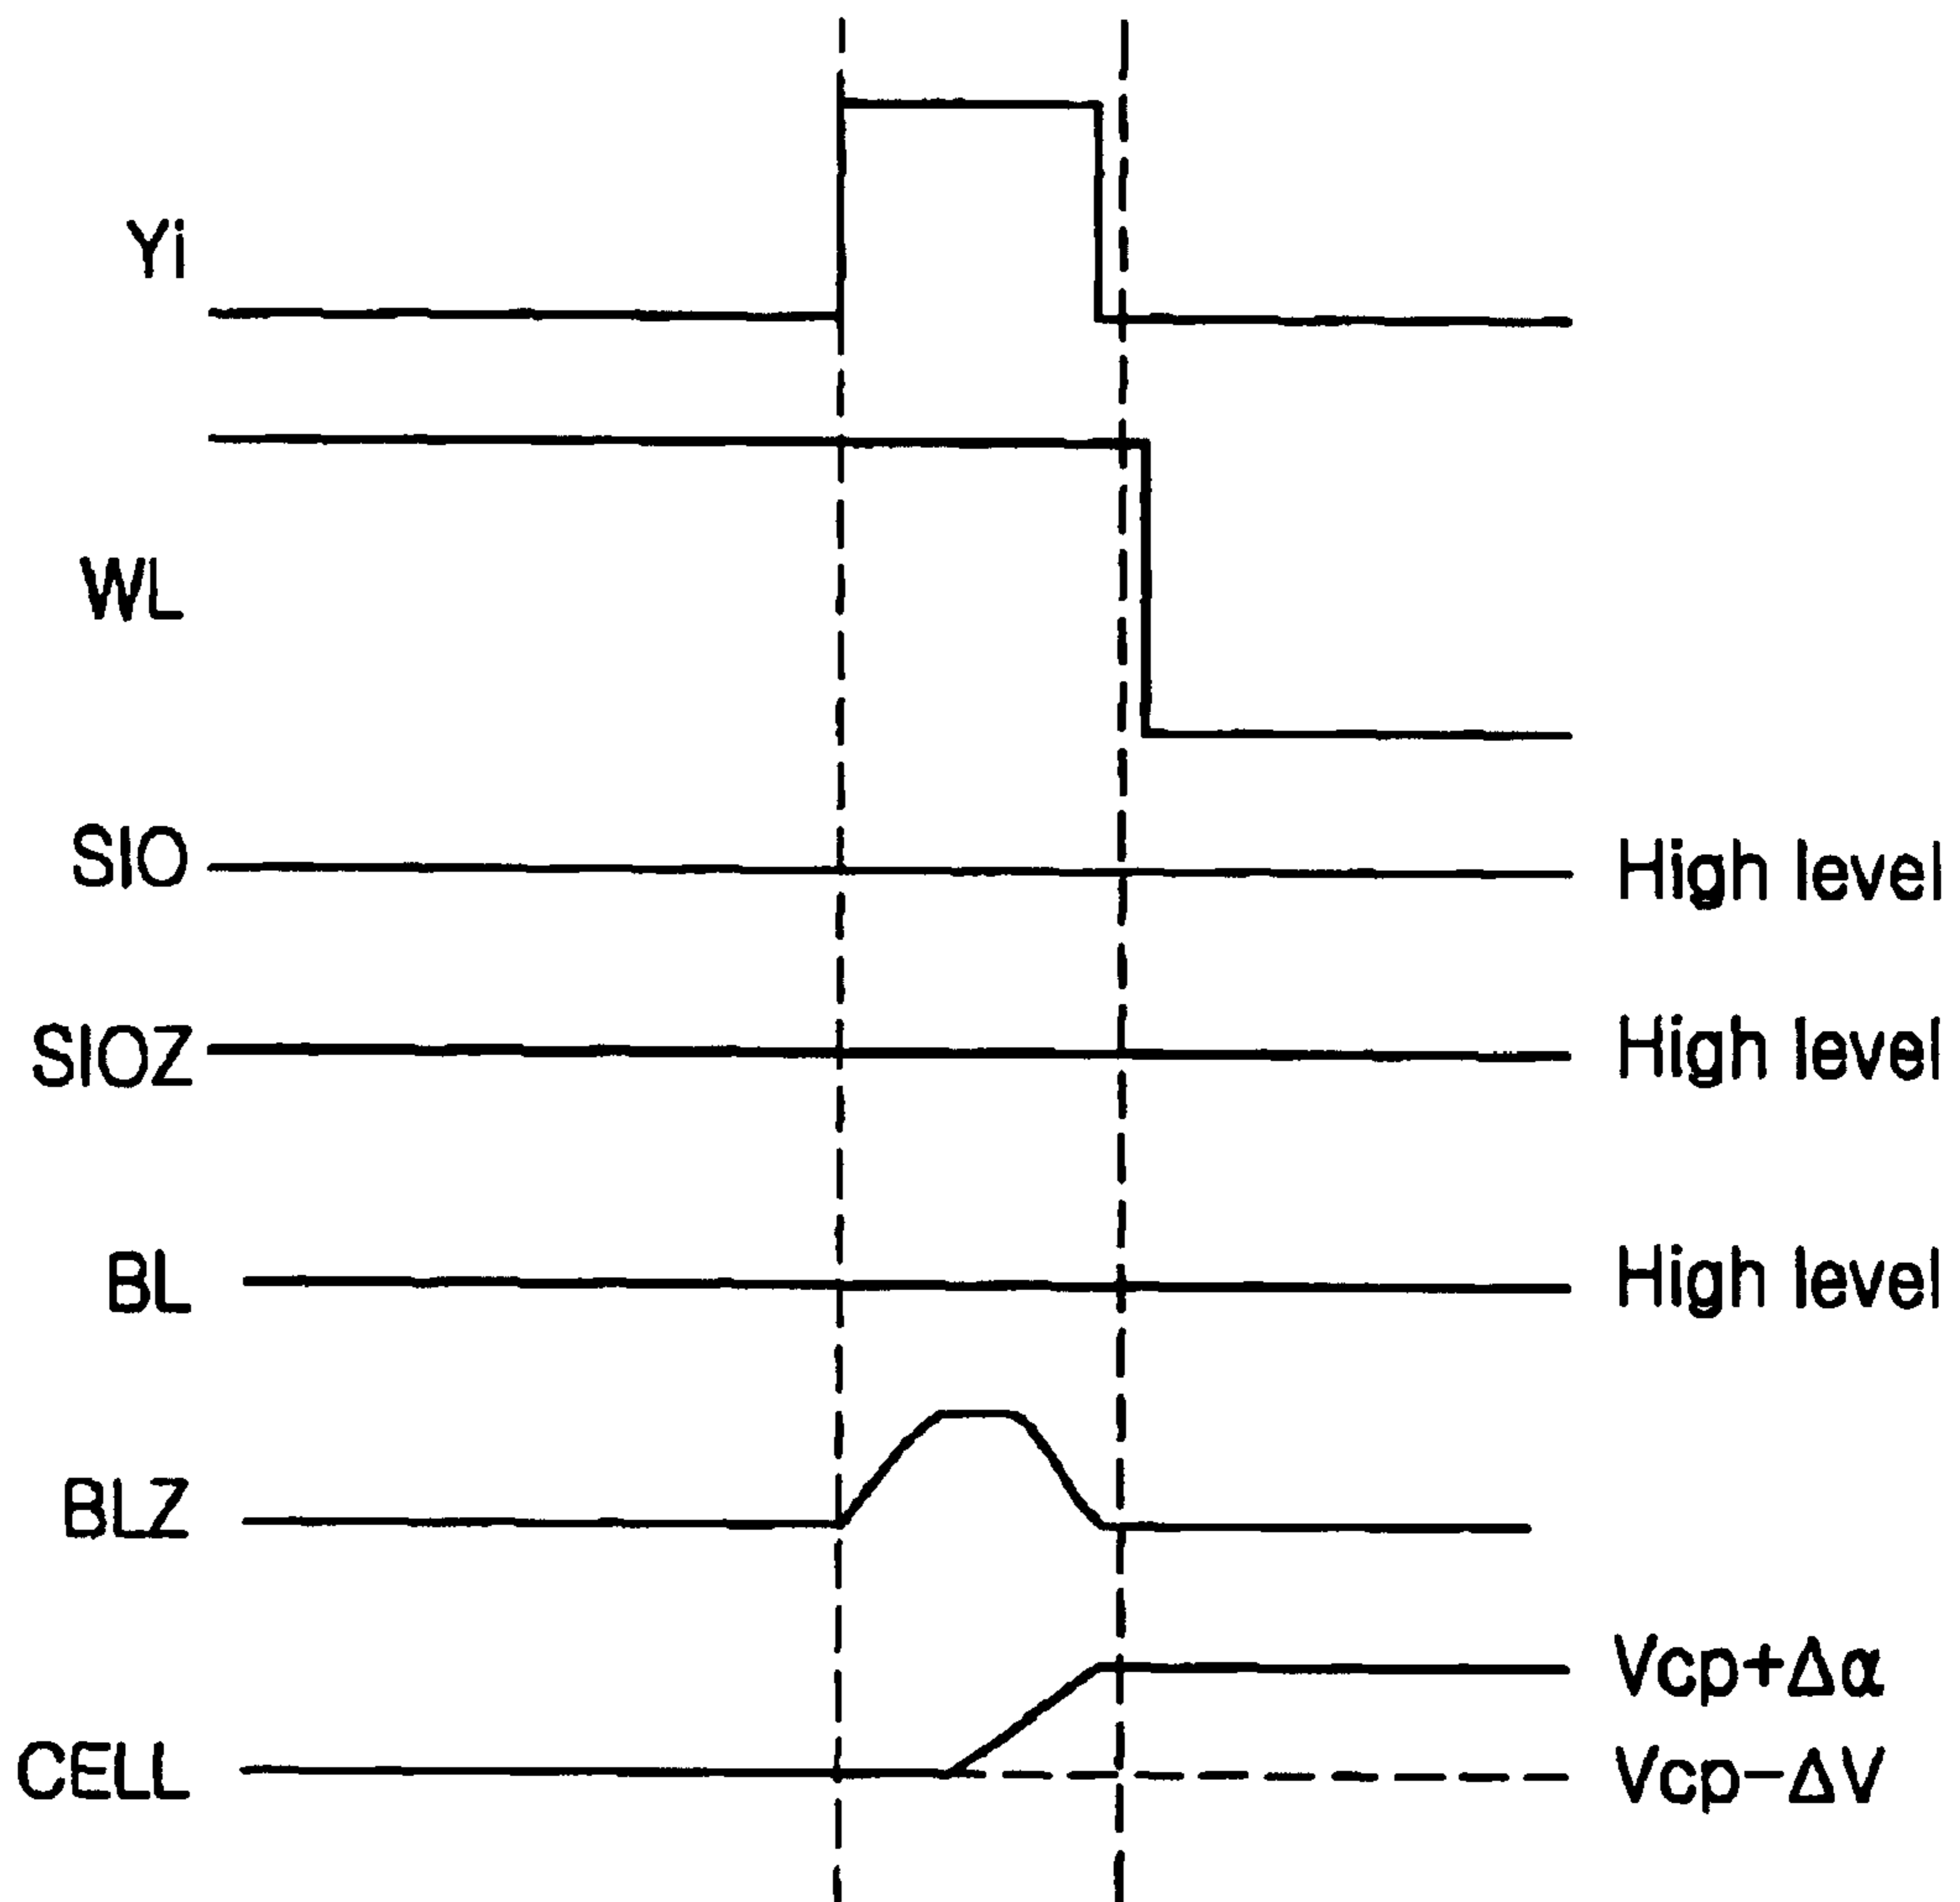 Yi
WL
SIO High level
SIOZ High level
BL High level
BLZ
Vcp+Δα
CELL Vcp−ΔV